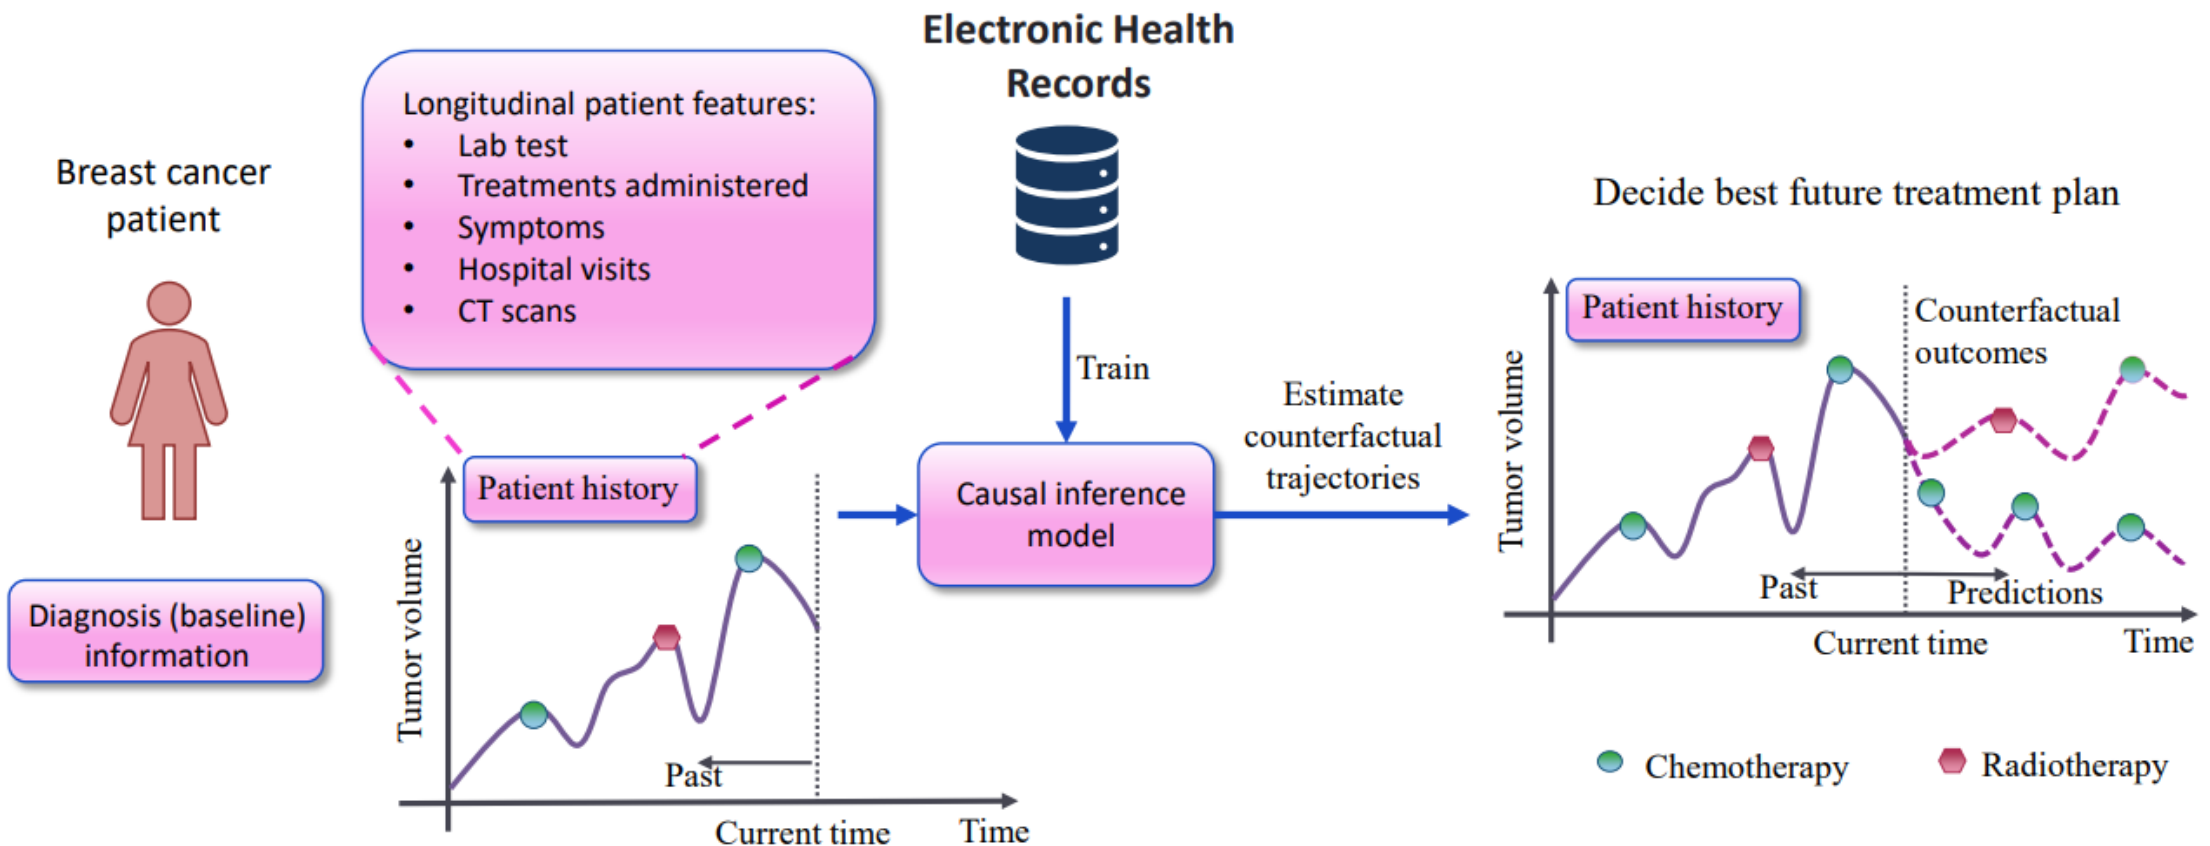 Breast cancer
patient
Diagnosis (baseline)
information
Longitudinal patient features:
• Lab test
• Treatments administered
• Symptoms
• Hospital visits
• CT scans
Patient history
Tumor volume
Past
Current time
Time
Electronic Health
Records
Train
Causal inference
model
Estimate
counterfactual
trajectories
Decide best future treatment plan
Patient history
Counterfactual
outcomes
Tumor volume
Past
Predictions
Current time
Time
Chemotherapy
Radiotherapy